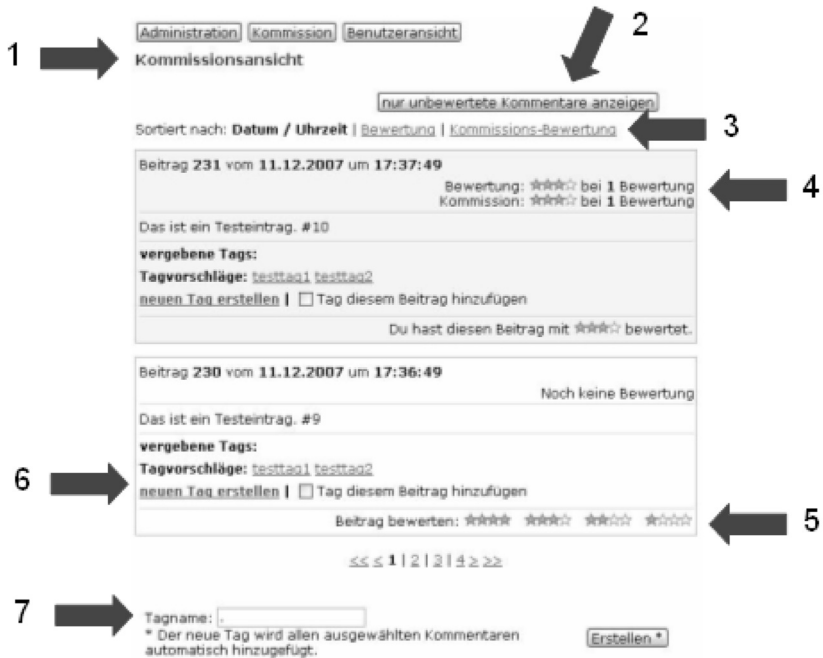 2
Administration Kommission Benutzeransicht
1
Kommissionsansicht
nur unbewertete Kommentare anzeigen
Sortiert nach: Datum / Uhrzeit | Bewertung | Kommissions-Bewertung
3
Beitrag 231 vom 11.12.2007 um 17:37:49
Bewertung: ★★★☆ bei 1 Bewertung
4
Kommission: ★★★☆ bei 1 Bewertung
Das ist ein Testeintrag. #10
vergebene Tags:
Tagvorschläge: testtag1 testtag2
neuen Tag erstellen | ☐ Tag diesem Beitrag hinzufügen
Du hast diesen Beitrag mit ★★★☆ bewertet.
Beitrag 230 vom 11.12.2007 um 17:36:49
Noch keine Bewertung
Das ist ein Testeintrag. #9
vergebene Tags:
Tagvorschläge: testtag1 testtag2
6
neuen Tag erstellen | ☐ Tag diesem Beitrag hinzufügen
Beitrag bewerten: ★★★★ ★★★☆ ★★☆☆ ★☆☆☆
5
<< < 1 | 2 | 3 | 4 > >>
7
Tagname: .
* Der neue Tag wird allen ausgewählten Kommentaren
automatisch hinzugefügt.
Erstellen *